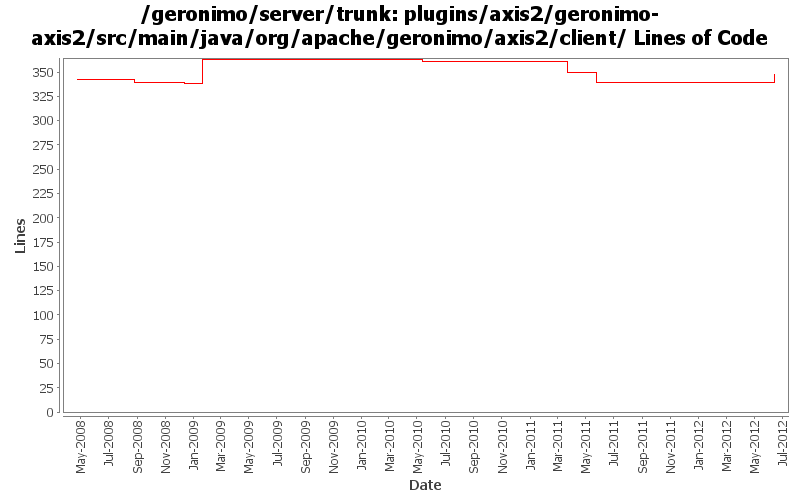 /geronimo/server/trunk: plugins/axis2/geronimo-
axis2/src/main/java/org/apache/geronimo/axis2/client/ Lines of Code
Lines
350
325
300
275
250
225
200
175
150
125
100
75
50
25
0
May-2008
Jul-2008
Sep-2008
Nov-2008
Jan-2009
Mar-2009
May-2009
Jul-2009
Sep-2009
Nov-2009
Jan-2010
Mar-2010
May-2010
Jul-2010
Sep-2010
Nov-2010
Jan-2011
Mar-2011
May-2011
Jul-2011
Sep-2011
Nov-2011
Jan-2012
Mar-2012
May-2012
Jul-2012
Date